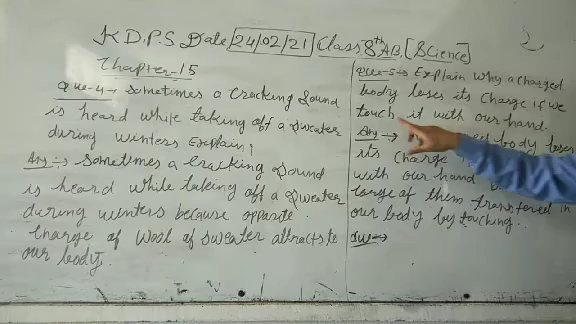 K.D.P.S Date 24/02/21 Class 8th AB, [Science]
Chapter-15
Que-4 → Sometimes a Cracking Sound
is heard while taking off a sweater
during winters Explain;
Ans :→ Sometimes a Cracking Sound
is heard while taking off a Sweater
during winters because opposite
Charge of Wool of Sweater attracts to
our body.
Que-5 → Explain Why a charged
body loses its Charge if we
touch it with our hand.
Ans →
body loses
its Charge
with our hand
of them transferred in
our body by touching.